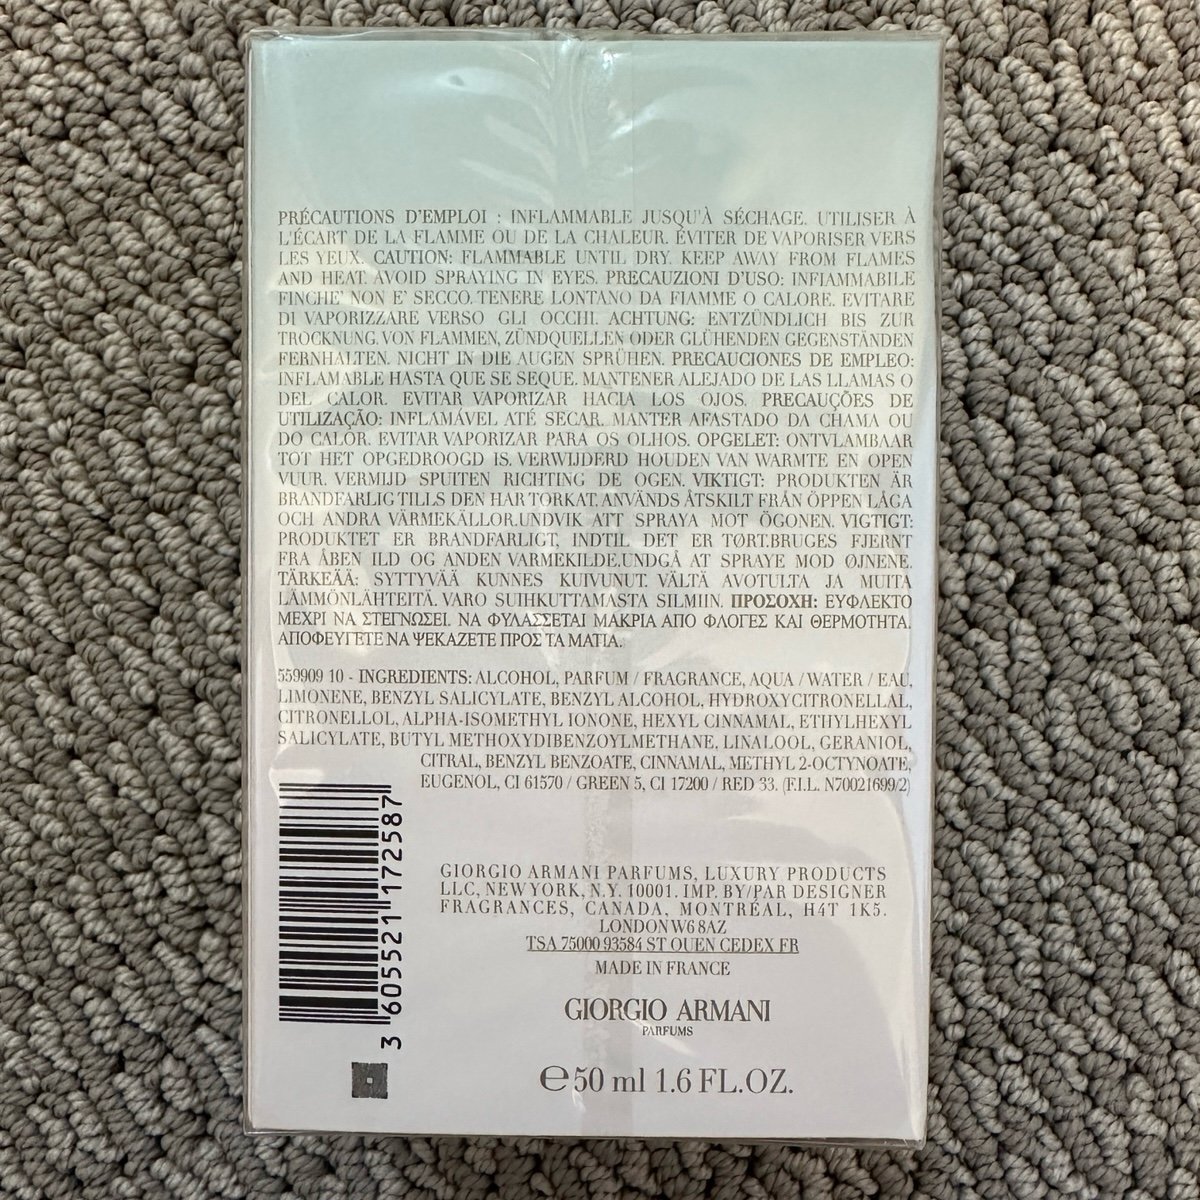 PRÉCAUTIONS D'EMPLOI : INFLAMMABLE JUSQU'À SÉCHAGE. UTILISER À
L'ÉCART DE LA FLAMME OU DE LA CHALEUR. ÉVITER DE VAPORISER VERS
LES YEUX. CAUTION: FLAMMABLE UNTIL DRY. KEEP AWAY FROM FLAMES
AND HEAT. AVOID SPRAYING IN EYES. PRECAUZIONI D'USO: INFIAMMABILE
FINCHE' NON E' SECCO. TENERE LONTANO DA FIAMME O CALORE. EVITARE
DI VAPORIZZARE VERSO GLI OCCHI. ACHTUNG: ENTZÜNDLICH BIS ZUR
TROCKNUNG. VON FLAMMEN, ZÜNDQUELLEN ODER GLÜHENDEN GEGENSTÄNDEN
FERNHALTEN. NICHT IN DIE AUGEN SPRÜHEN. PRECAUCIONES DE EMPLEO:
INFLAMABLE HASTA QUE SE SEQUE. MANTENER ALEJADO DE LAS LLAMAS O
DEL CALOR. EVITAR VAPORIZAR HACIA LOS OJOS. PRECAUÇÕES DE
UTILIZAÇÃO: INFLAMÁVEL ATÉ SECAR. MANTER AFASTADO DA CHAMA OU
DO CALOR. EVITAR VAPORIZAR PARA OS OLHOS. OPGELET: ONTVLAMBAAR
TOT HET OPGEDROOGD IS. VERWIJDERD HOUDEN VAN WARMTE EN OPEN
VUUR. VERMIJD SPUITEN RICHTING DE OGEN. VIKTIGT: PRODUKTEN ÄR
BRANDFARLIG TILLS DEN HAR TORKAT. ANVÄNDS ÅTSKILT FRÅN ÖPPEN LÅGA
OCH ANDRA VÄRMEKÄLLOR.UNDVIK ATT SPRAYA MOT ÖGONEN. VIGTIGT:
PRODUKTET ER BRANDFARLIGT, INDTIL DET ER TØRT.BRUGES FJERNT
FRA ÅBEN ILD OG ANDEN VARMEKILDE.UNDGÅ AT SPRAYE MOD ØJNENE.
TÄRKEÄÄ: SYTTYVÄÄ KUNNES KUIVUNUT. VÄLTÄ AVOTULTA JA MUITA
LÄMMÖNLÄHTEITÄ. VARO SUIHKUTTAMASTA SILMIIN. ΠΡΟΣΟΧΗ: ΕΥΦΛΕΚΤΟ
ΜΕΧΡΙ ΝΑ ΣΤΕΓΝΩΣΕΙ. ΝΑ ΦΥΛΑΣΣΕΤΑΙ ΜΑΚΡΙΑ ΑΠΟ ΦΛΟΓΕΣ ΚΑΙ ΘΕΡΜΟΤΗΤΑ.
ΑΠΟΦΕΥΓΕΤΕ ΝΑ ΨΕΚΑΖΕΤΕ ΠΡΟΣ ΤΑ ΜΑΤΙΑ.
559909 10 - INGREDIENTS: ALCOHOL, PARFUM / FRAGRANCE, AQUA / WATER / EAU,
LIMONENE, BENZYL SALICYLATE, BENZYL ALCOHOL, HYDROXYCITRONELLAL,
CITRONELLOL, ALPHA-ISOMETHYL IONONE, HEXYL CINNAMAL, ETHYLHEXYL
SALICYLATE, BUTYL METHOXYDIBENZOYLMETHANE, LINALOOL, GERANIOL,
CITRAL, BENZYL BENZOATE, CINNAMAL, METHYL 2-OCTYNOATE,
EUGENOL, CI 61570 / GREEN 5, CI 17200 / RED 33. (F.I.L. N70021699/2)
3 605521 172587
GIORGIO ARMANI PARFUMS, LUXURY PRODUCTS
LLC, NEW YORK, N.Y. 10001. IMP. BY/PAR DESIGNER
FRAGRANCES, CANADA, MONTRÉAL, H4T 1K5.
LONDON W6 8AZ
TSA 75000 93584 ST OUEN CEDEX FR
MADE IN FRANCE
GIORGIO ARMANI
PARFUMS
℮ 50 ml 1.6 FL.OZ.